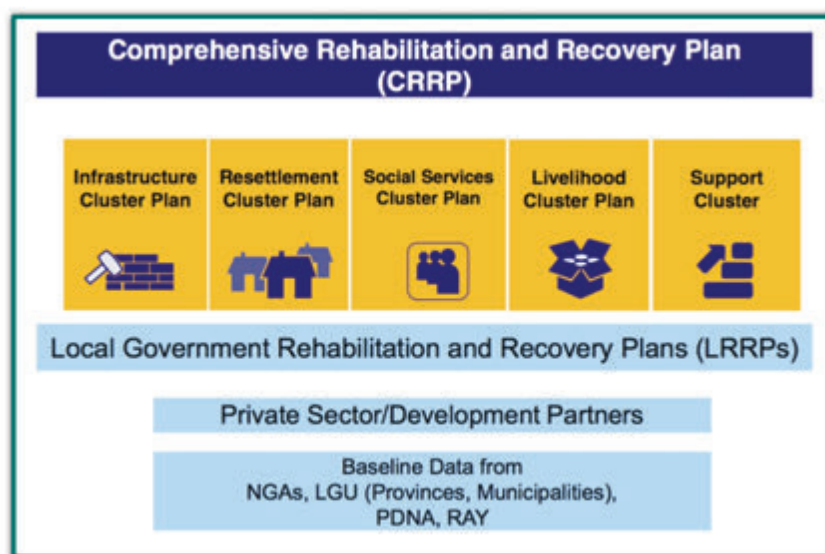 Comprehensive Rehabilitation and Recovery Plan
(CRRP)
Infrastructure
Cluster Plan
Resettlement
Cluster Plan
Social Services
Cluster Plan
Livelihood
Cluster Plan
Support
Cluster
Local Government Rehabilitation and Recovery Plans (LRRPs)
Private Sector/Development Partners
Baseline Data from
NGAs, LGU (Provinces, Municipalities),
PDNA, RAY